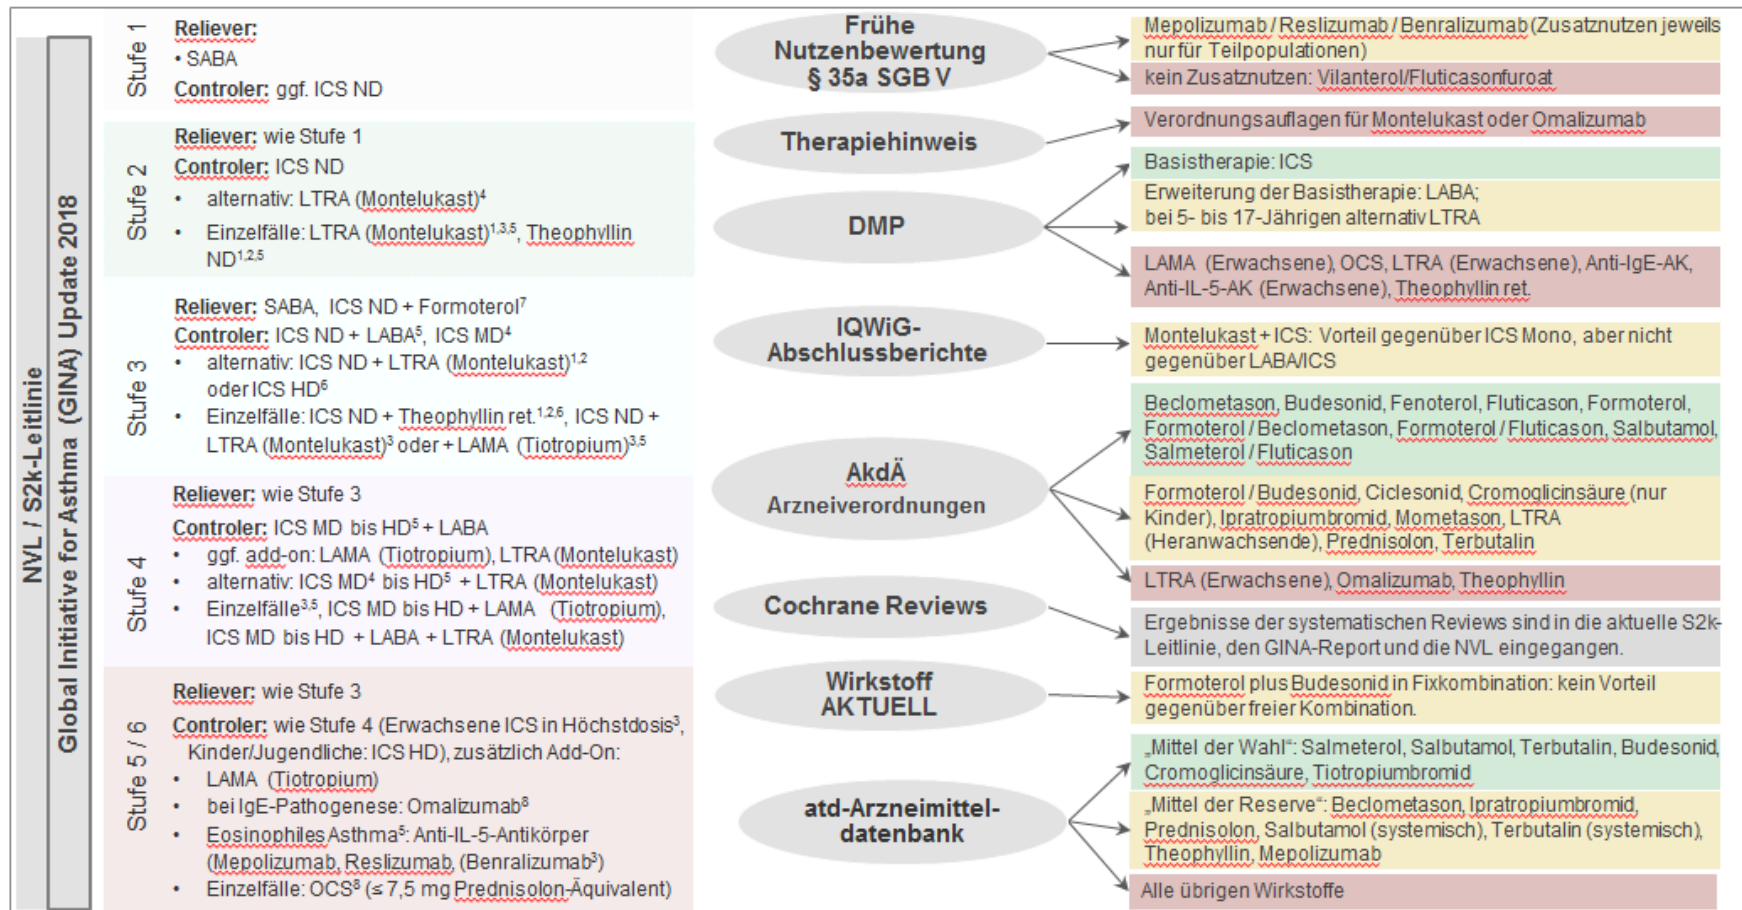 NVL / S2k-Leitlinie
Global Initiative for Asthma (GINA) Update 2018
Stufe 1
Reliever:
• SABA
Controler: ggf. ICS ND
Stufe 2
Reliever: wie Stufe 1
Controler: ICS ND
• alternativ: LTRA (Montelukast)⁴
• Einzelfälle: LTRA (Montelukast)¹,³,⁵, Theophyllin
ND¹,²,⁵
Stufe 3
Reliever: SABA, ICS ND + Formoterol⁷
Controler: ICS ND + LABA⁵, ICS MD⁴
• alternativ: ICS ND + LTRA (Montelukast)¹,²
oder ICS HD⁶
• Einzelfälle: ICS ND + Theophyllin ret.¹,²,⁶, ICS ND +
LTRA (Montelukast)³ oder + LAMA (Tiotropium)³,⁵
Stufe 4
Reliever: wie Stufe 3
Controler: ICS MD bis HD⁵ + LABA
• ggf. add-on: LAMA (Tiotropium), LTRA (Montelukast)
• alternativ: ICS MD⁴ bis HD⁵ + LTRA (Montelukast)
• Einzelfälle³,⁵, ICS MD bis HD + LAMA (Tiotropium),
ICS MD bis HD + LABA + LTRA (Montelukast)
Stufe 5 / 6
Reliever: wie Stufe 3
Controler: wie Stufe 4 (Erwachsene ICS in Höchstdosis³,
Kinder/Jugendliche: ICS HD), zusätzlich Add-On:
• LAMA (Tiotropium)
• bei IgE-Pathogenese: Omalizumab⁸
• Eosinophiles Asthma⁵: Anti-IL-5-Antikörper
(Mepolizumab, Reslizumab, (Benralizumab³)
• Einzelfälle: OCS⁸ (≤ 7,5 mg Prednisolon-Äquivalent)
Frühe
Nutzenbewertung
§ 35a SGB V
Mepolizumab / Reslizumab / Benralizumab (Zusatznutzen jeweils
nur für Teilpopulationen)
kein Zusatznutzen: Vilanterol/Fluticasonfuroat
Therapiehinweis
Verordnungsauflagen für Montelukast oder Omalizumab
DMP
Basistherapie: ICS
Erweiterung der Basistherapie: LABA;
bei 5- bis 17-Jährigen alternativ LTRA
LAMA (Erwachsene), OCS, LTRA (Erwachsene), Anti-IgE-AK,
Anti-IL-5-AK (Erwachsene), Theophyllin ret.
IQWiG-
Abschlussberichte
Montelukast + ICS: Vorteil gegenüber ICS Mono, aber nicht
gegenüber LABA/ICS
AkdÄ
Arzneiverordnungen
Beclometason, Budesonid, Fenoterol, Fluticason, Formoterol,
Formoterol / Beclometason, Formoterol / Fluticason, Salbutamol,
Salmeterol / Fluticason
Formoterol / Budesonid, Ciclesonid, Cromoglicinsäure (nur
Kinder), Ipratropiumbromid, Mometason, LTRA
(Heranwachsende), Prednisolon, Terbutalin
LTRA (Erwachsene), Omalizumab, Theophyllin
Cochrane Reviews
Ergebnisse der systematischen Reviews sind in die aktuelle S2k-
Leitlinie, den GINA-Report und die NVL eingegangen.
Wirkstoff
AKTUELL
Formoterol plus Budesonid in Fixkombination: kein Vorteil
gegenüber freier Kombination.
atd-Arzneimittel-
datenbank
„Mittel der Wahl“: Salmeterol, Salbutamol, Terbutalin, Budesonid,
Cromoglicinsäure, Tiotropiumbromid
„Mittel der Reserve“: Beclometason, Ipratropiumbromid,
Prednisolon, Salbutamol (systemisch), Terbutalin (systemisch),
Theophyllin, Mepolizumab
Alle übrigen Wirkstoffe